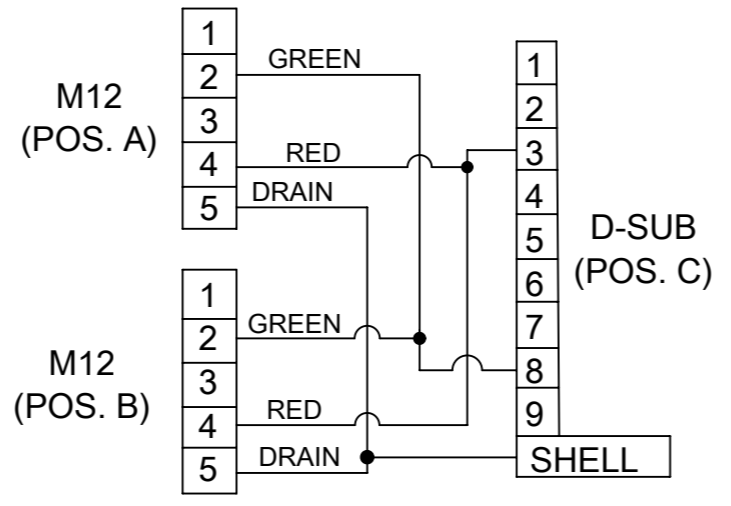 M12
(POS. A)
1
2
3
4
5
GREEN
RED
DRAIN
M12
(POS. B)
1
2
3
4
5
GREEN
RED
DRAIN
1
2
3
4
5
6
7
8
9
SHELL
D-SUB
(POS. C)